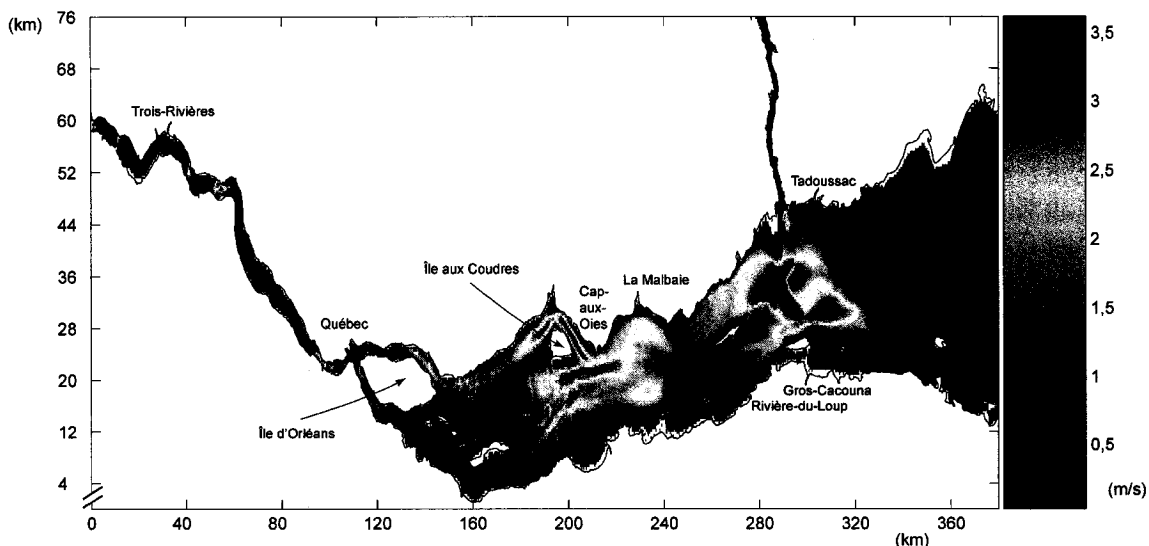 (km)
76
68
60
52
44
36
28
20
12
4
Trois-Rivières
Québec
Île d'Orléans
Île aux Coudres
Cap-
aux-
Oies
La Malbaie
Tadoussac
Gros-Cacouna
Rivière-du-Loup
0
40
80
120
160
200
240
280
320
360
(km)
3,5
3
2,5
2
1,5
1
0,5
(m/s)